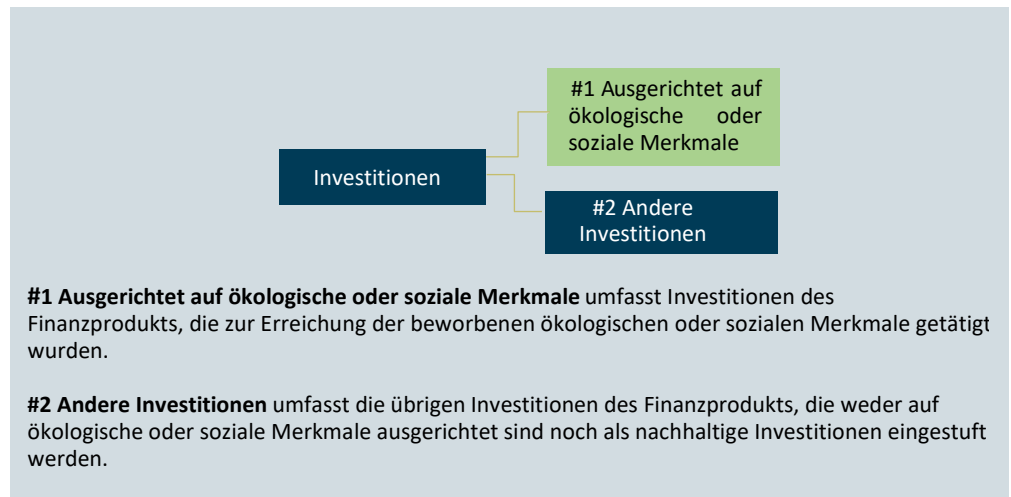 #1 Ausgerichtet auf
ökologische oder
soziale Merkmale
Investitionen
#2 Andere
Investitionen
#1 Ausgerichtet auf ökologische oder soziale Merkmale umfasst Investitionen des
Finanzprodukts, die zur Erreichung der beworbenen ökologischen oder sozialen Merkmale getätigt
wurden.
#2 Andere Investitionen umfasst die übrigen Investitionen des Finanzprodukts, die weder auf
ökologische oder soziale Merkmale ausgerichtet sind noch als nachhaltige Investitionen eingestuft
werden.